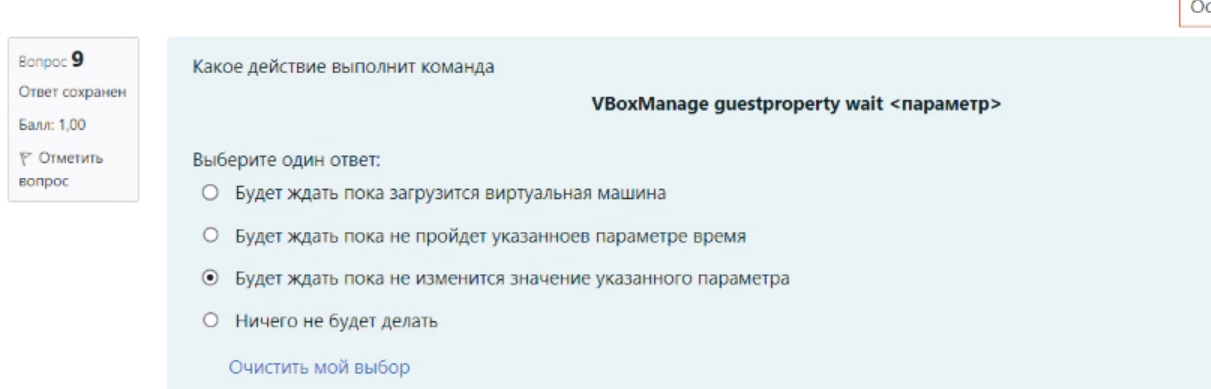 Вопрос 9
Ответ сохранен
Балл: 1,00
Отметить
вопрос
Какое действие выполнит команда
VBoxManage guestproperty wait <параметр>
Выберите один ответ:
Будет ждать пока загрузится виртуальная машина
Будет ждать пока не пройдет указанноев параметре время
Будет ждать пока не изменится значение указанного параметра
Ничего не будет делать
Очистить мой выбор